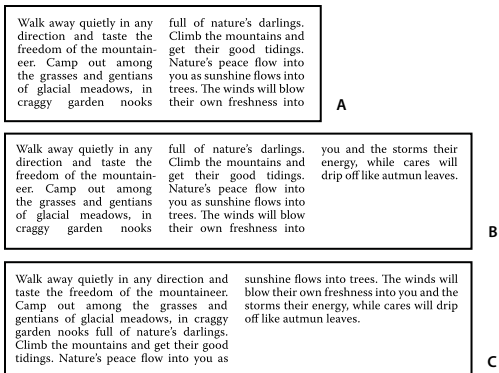 Walk away quietly in any
direction and taste the
freedom of the mountain-
eer. Camp out among
the grasses and gentians
of glacial meadows, in
craggy garden nooks
full of nature's darlings.
Climb the mountains and
get their good tidings.
Nature's peace flow into
you as sunshine flows into
trees. The winds will blow
their own freshness into
A
Walk away quietly in any
direction and taste the
freedom of the mountain-
eer. Camp out among
the grasses and gentians
of glacial meadows, in
craggy garden nooks
full of nature's darlings.
Climb the mountains and
get their good tidings.
Nature's peace flow into
you as sunshine flows into
trees. The winds will blow
their own freshness into
you and the storms their
energy, while cares will
drip off like autmun leaves.
B
Walk away quietly in any direction and
taste the freedom of the mountaineer.
Camp out among the grasses and
gentians of glacial meadows, in craggy
garden nooks full of nature's darlings.
Climb the mountains and get their good
tidings. Nature's peace flow into you as
sunshine flows into trees. The winds will
blow their own freshness into you and the
storms their energy, while cares will drip
off like autmun leaves.
C